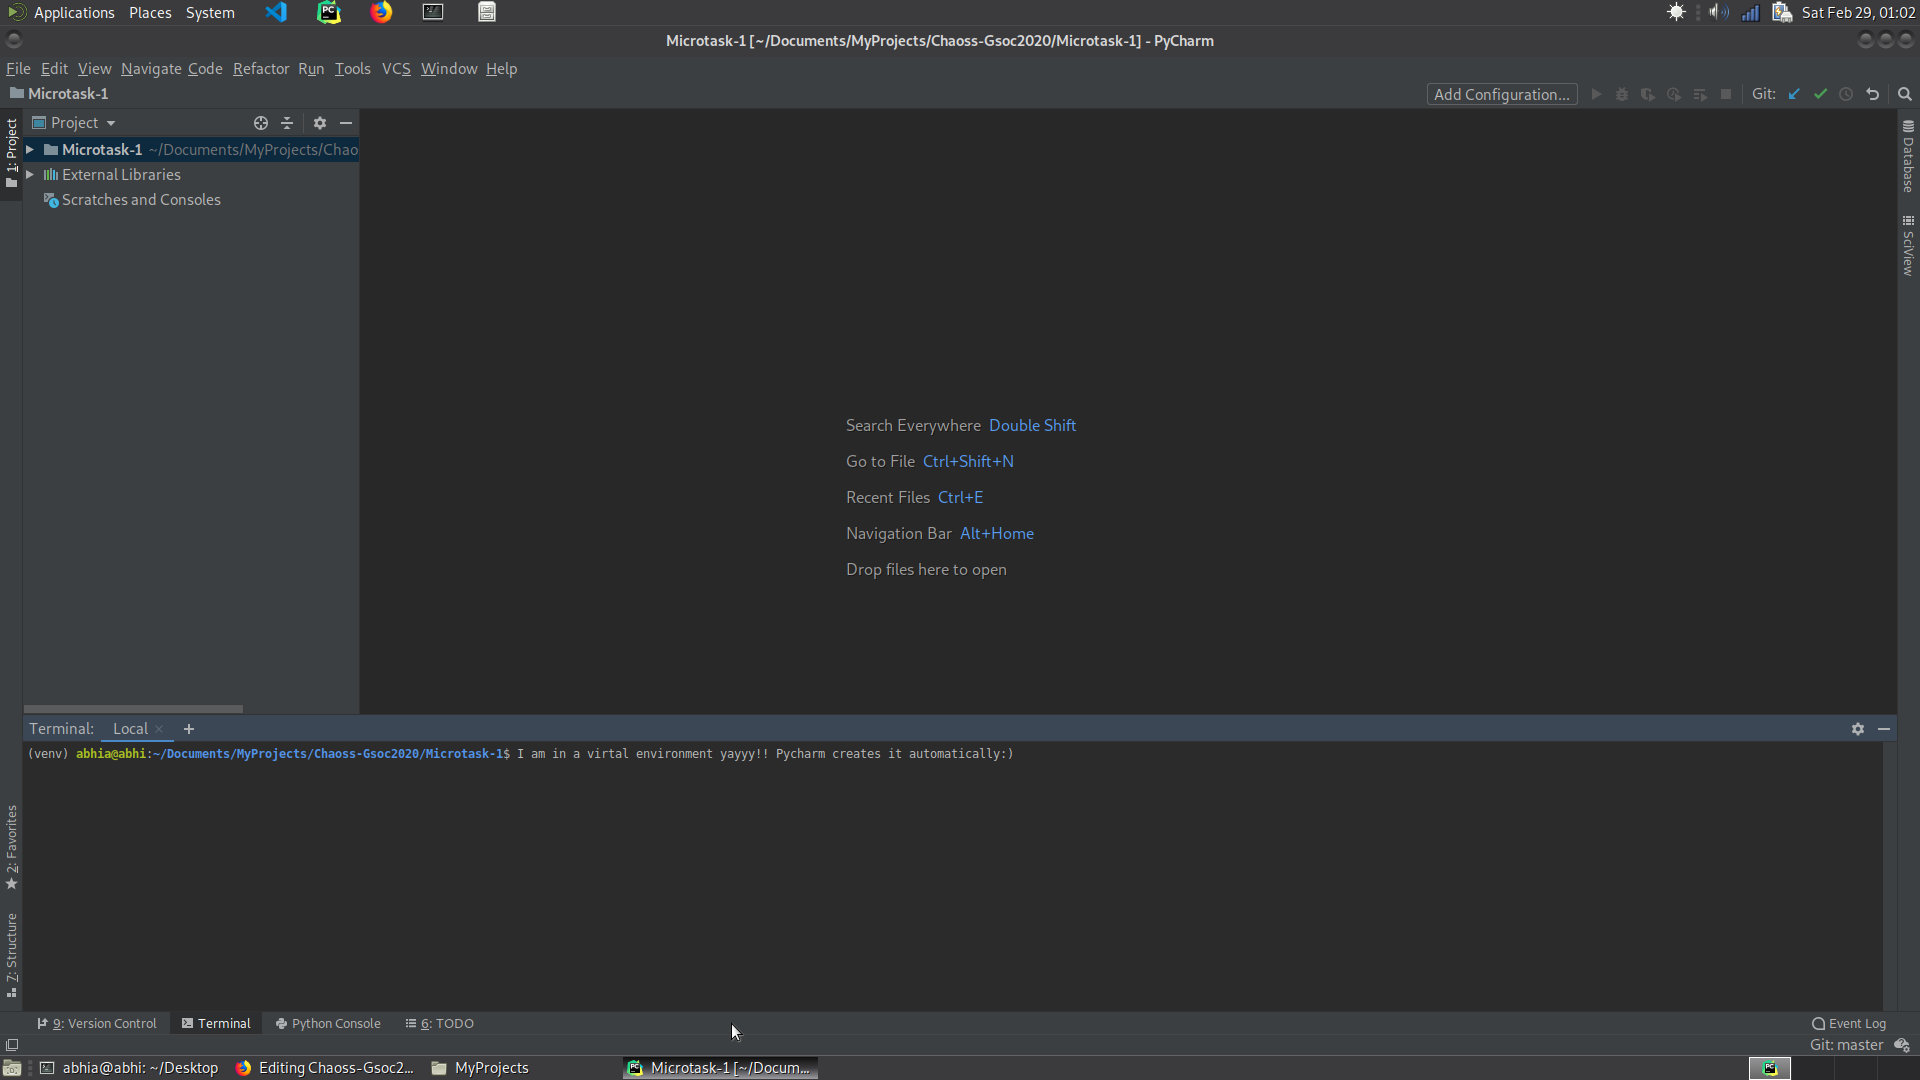 Applications Places System
Sat Feb 29, 01:02
Microtask-1 [~/Documents/MyProjects/Chaoss-Gsoc2020/Microtask-1] - PyCharm
File Edit View Navigate Code Refactor Run Tools VCS Window Help
Microtask-1
Add Configuration...
Git:
1: Project
Project
Microtask-1 ~/Documents/MyProjects/Chao
External Libraries
Scratches and Consoles
Database
SciView
Search Everywhere Double Shift
Go to File Ctrl+Shift+N
Recent Files Ctrl+E
Navigation Bar Alt+Home
Drop files here to open
Terminal: Local
(venv) abhia@abhi:~/Documents/MyProjects/Chaoss-Gsoc2020/Microtask-1$ I am in a virtal environment yayyy!! Pycharm creates it automatically:)
2: Favorites
7: Structure
9: Version Control Terminal Python Console 6: TODO
Event Log
Git: master
abhia@abhi: ~/Desktop
Editing Chaoss-Gsoc2...
MyProjects
Microtask-1 [~/Docum...